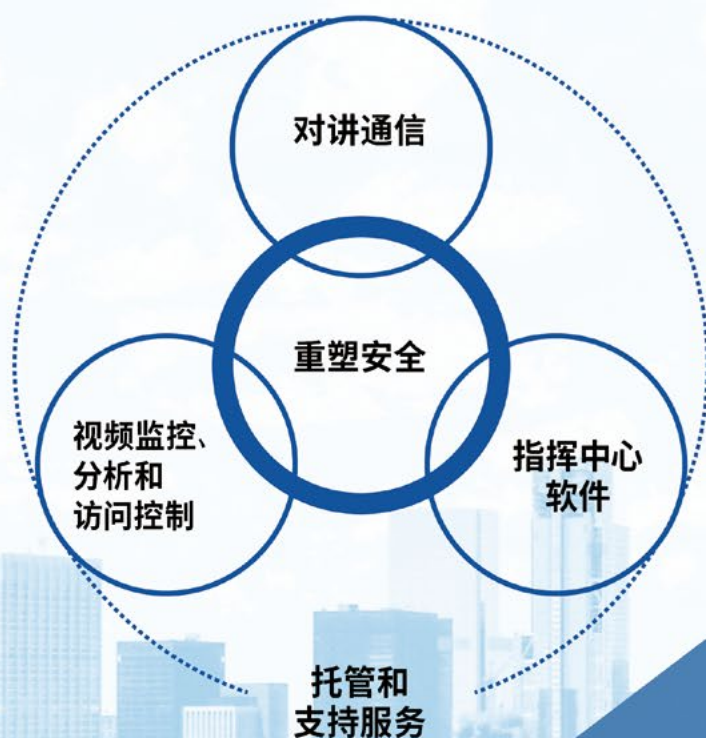 对讲通信
重塑安全
视频监控、
分析和
访问控制
指挥中心
软件
托管和
支持服务